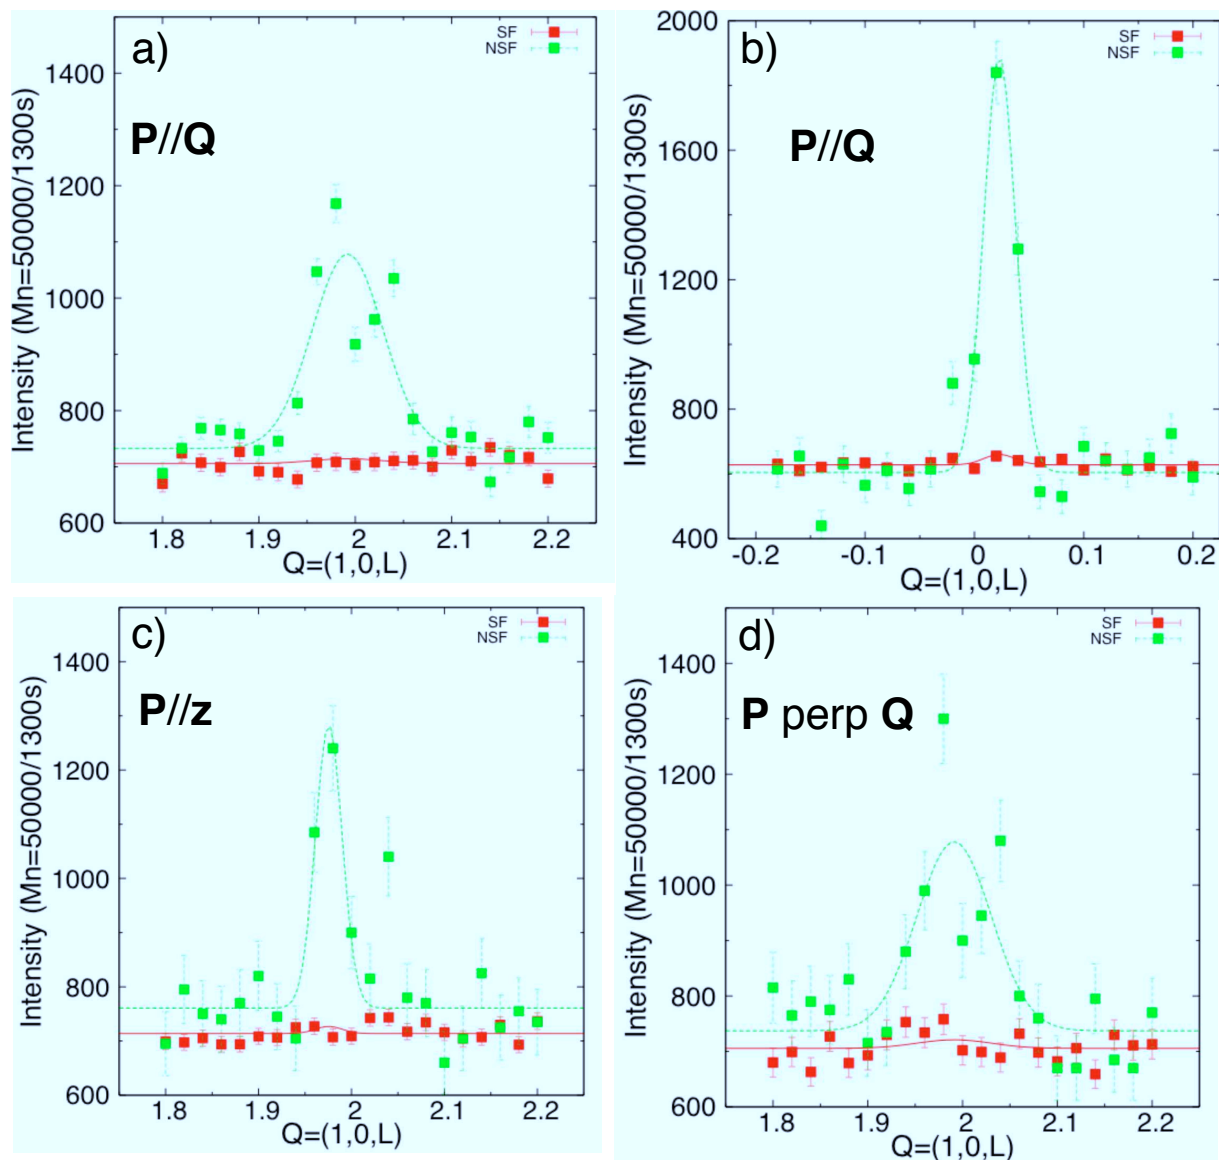 a)
SF
NSF
P//Q
Intensity (Mn=50000/1300s)
1400
1200
1000
800
600
1.8 1.9 2 2.1 2.2
Q=(1,0,L)
b)
SF
NSF
P//Q
Intensity (Mn=50000/1300s)
2000
1600
1200
800
400
-0.2 -0.1 0 0.1 0.2
Q=(1,0,L)
c)
SF
NSF
P//z
Intensity (Mn=50000/1300s)
1400
1200
1000
800
600
1.8 1.9 2 2.1 2.2
Q=(1,0,L)
d)
SF
NSF
P perp Q
Intensity (Mn=50000/1300s)
1400
1200
1000
800
600
1.8 1.9 2 2.1 2.2
Q=(1,0,L)